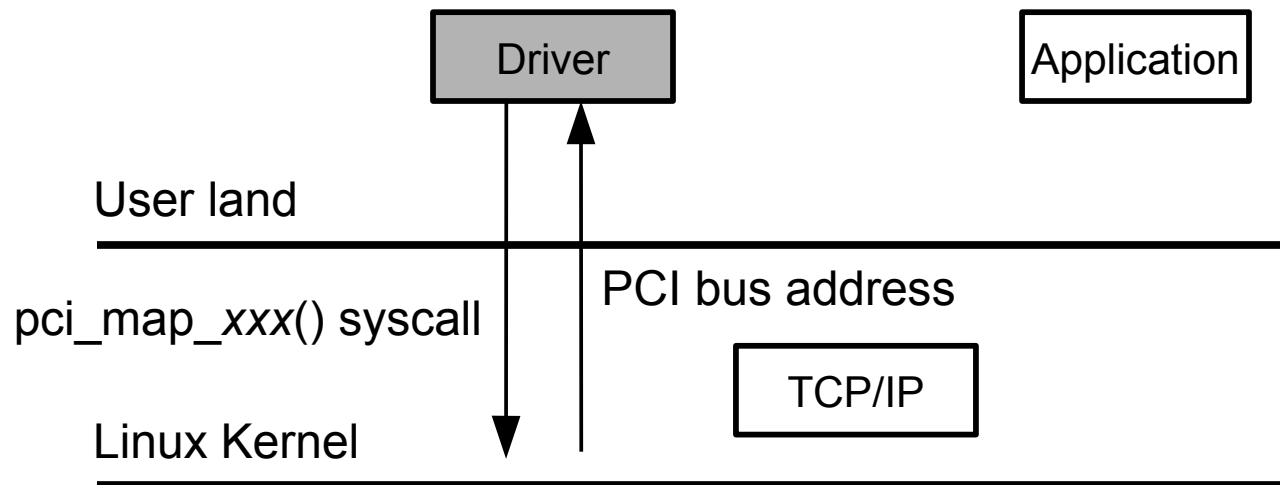 Driver
Application
User land
PCI bus address
pci_map_xxx() syscall
TCP/IP
Linux Kernel